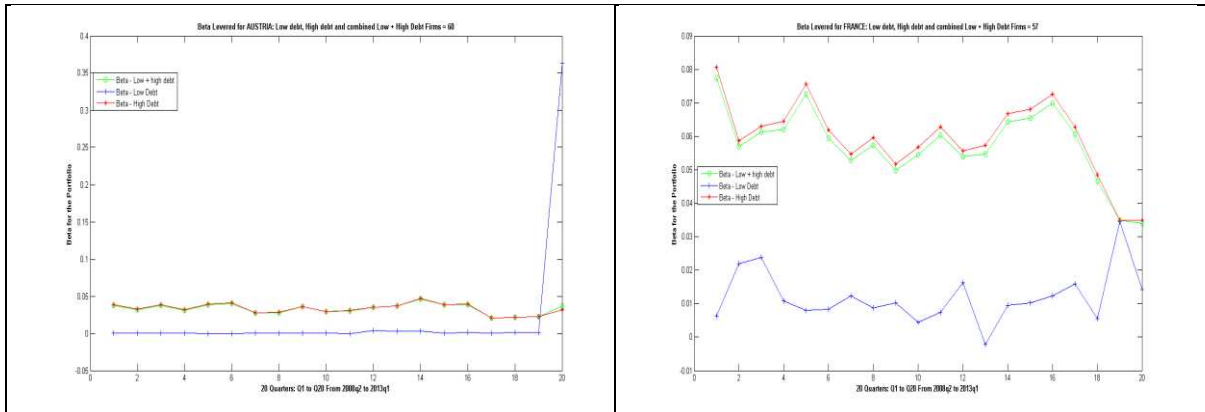 Beta Levered for AUSTRIA: Low debt, High debt and combined Low + High Debt Firms = 60
0.4
0.35
0.3
0.25
0.2
0.15
0.1
0.05
0
-0.05
Beta for the Portfolio
Beta - Low + high debt
Beta - Low Debt
Beta - High Debt
0 2 4 6 8 10 12 14 16 18 20
20 Quarters: Q1 to Q20 From 2008q2 to 2013q1
Beta Levered for FRANCE: Low debt, High debt and combined Low + High Debt Firms = 57
0.09
0.08
0.07
0.06
0.05
0.04
0.03
0.02
0.01
0
-0.01
Beta for the Portfolio
Beta - Low + high debt
Beta - Low Debt
Beta - High Debt
0 2 4 6 8 10 12 14 16 18 20
20 Quarters: Q1 to Q20 From 2008q2 to 2013q1